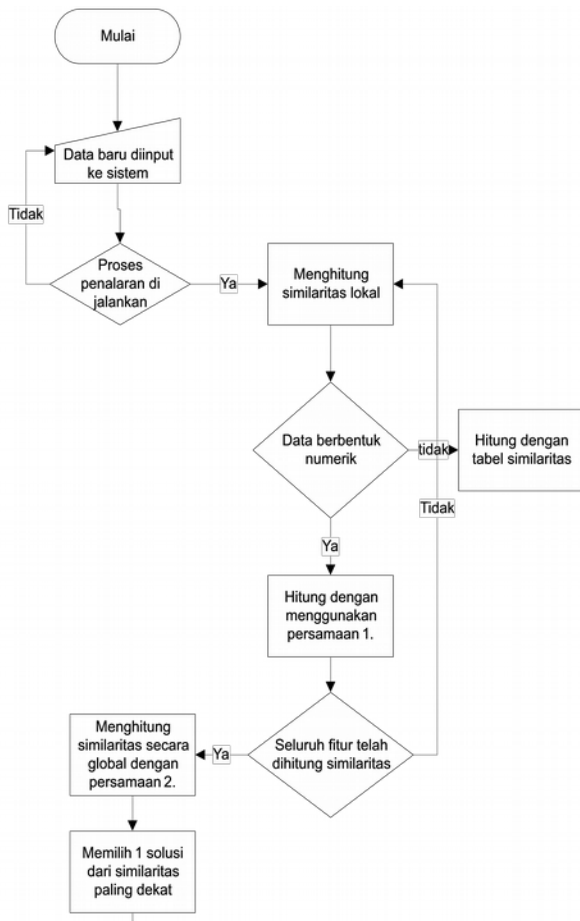 Mulai
Data baru diinput
ke sistem
Tidak
Proses
penalaran di
jalankan
Ya
Menghitung
similaritas lokal
Data berbentuk
numerik
tidak
Hitung dengan
tabel similaritas
Tidak
Ya
Hitung dengan
menggunakan
persamaan 1.
Seluruh fitur telah
dihitung similaritas
Ya
Menghitung
similaritas secara
global dengan
persamaan 2.
Memilih 1 solusi
dari similaritas
paling dekat